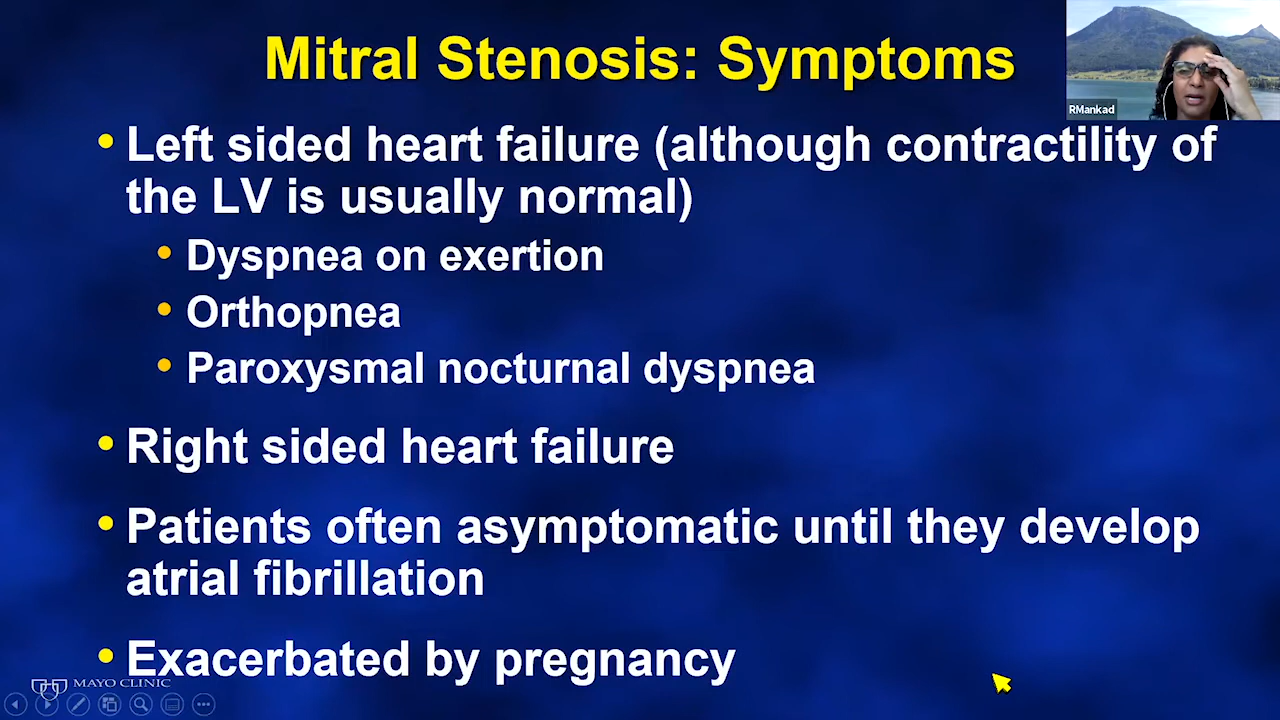 Mitral Stenosis: Symptoms
RMankad
• Left sided heart failure (although contractility of
the LV is usually normal)
• Dyspnea on exertion
• Orthopnea
• Paroxysmal nocturnal dyspnea
• Right sided heart failure
• Patients often asymptomatic until they develop
atrial fibrillation
• Exacerbated by pregnancy
MAYO CLINIC